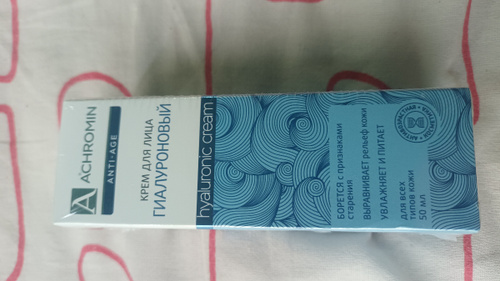 ACHROMIN
ANTI-AGE
КРЕМ ДЛЯ ЛИЦА
ГИАЛУРОНОВЫЙ
hyaluronic cream
БОРЕТСЯ с признаками
старения
ВЫРАВНИВАЕТ рельеф кожи
УВЛАЖНЯЕТ И ПИТАЕТ
для всех
типов кожи
50 мл